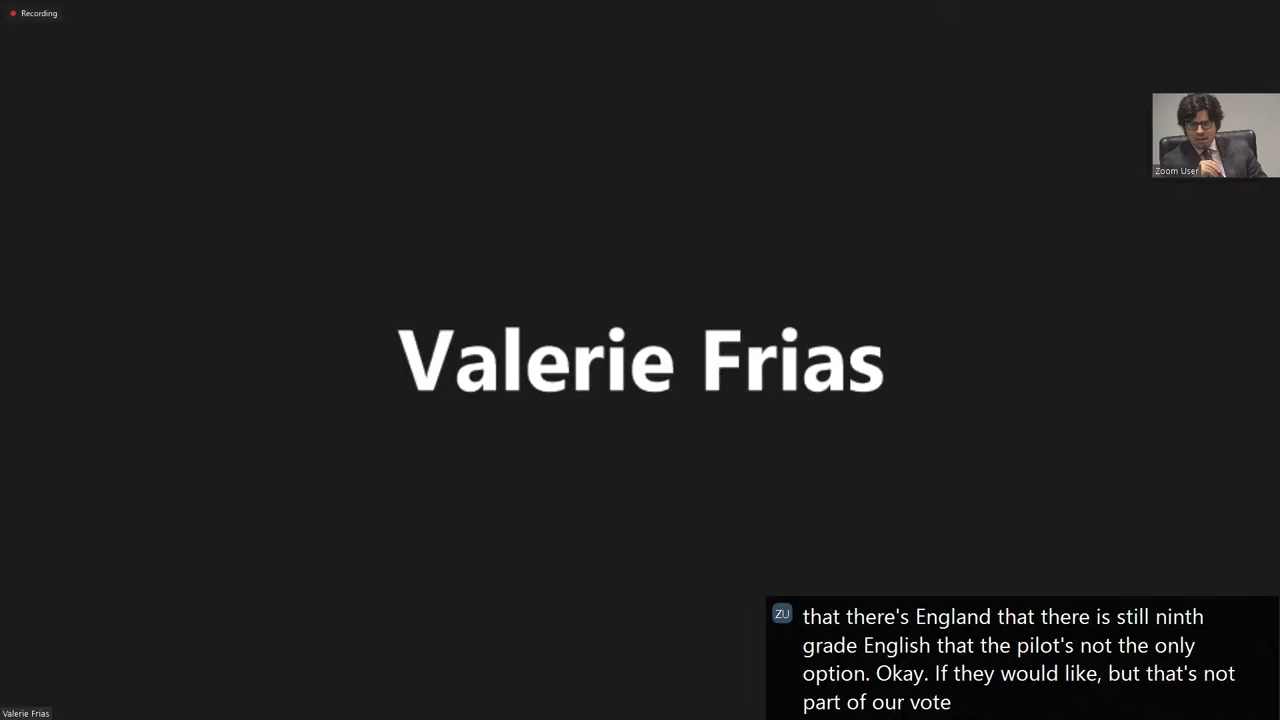 Recording
Zoom User
Valerie Frias
ZU
that there's England that there is still ninth
grade English that the pilot's not the only
option. Okay. If they would like, but that's not
part of our vote
Valerie Frias